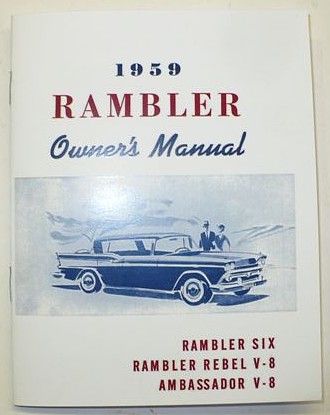 1959
RAMBLER
Owner's Manual
RAMBLER SIX
RAMBLER REBEL V-8
AMBASSADOR V-8